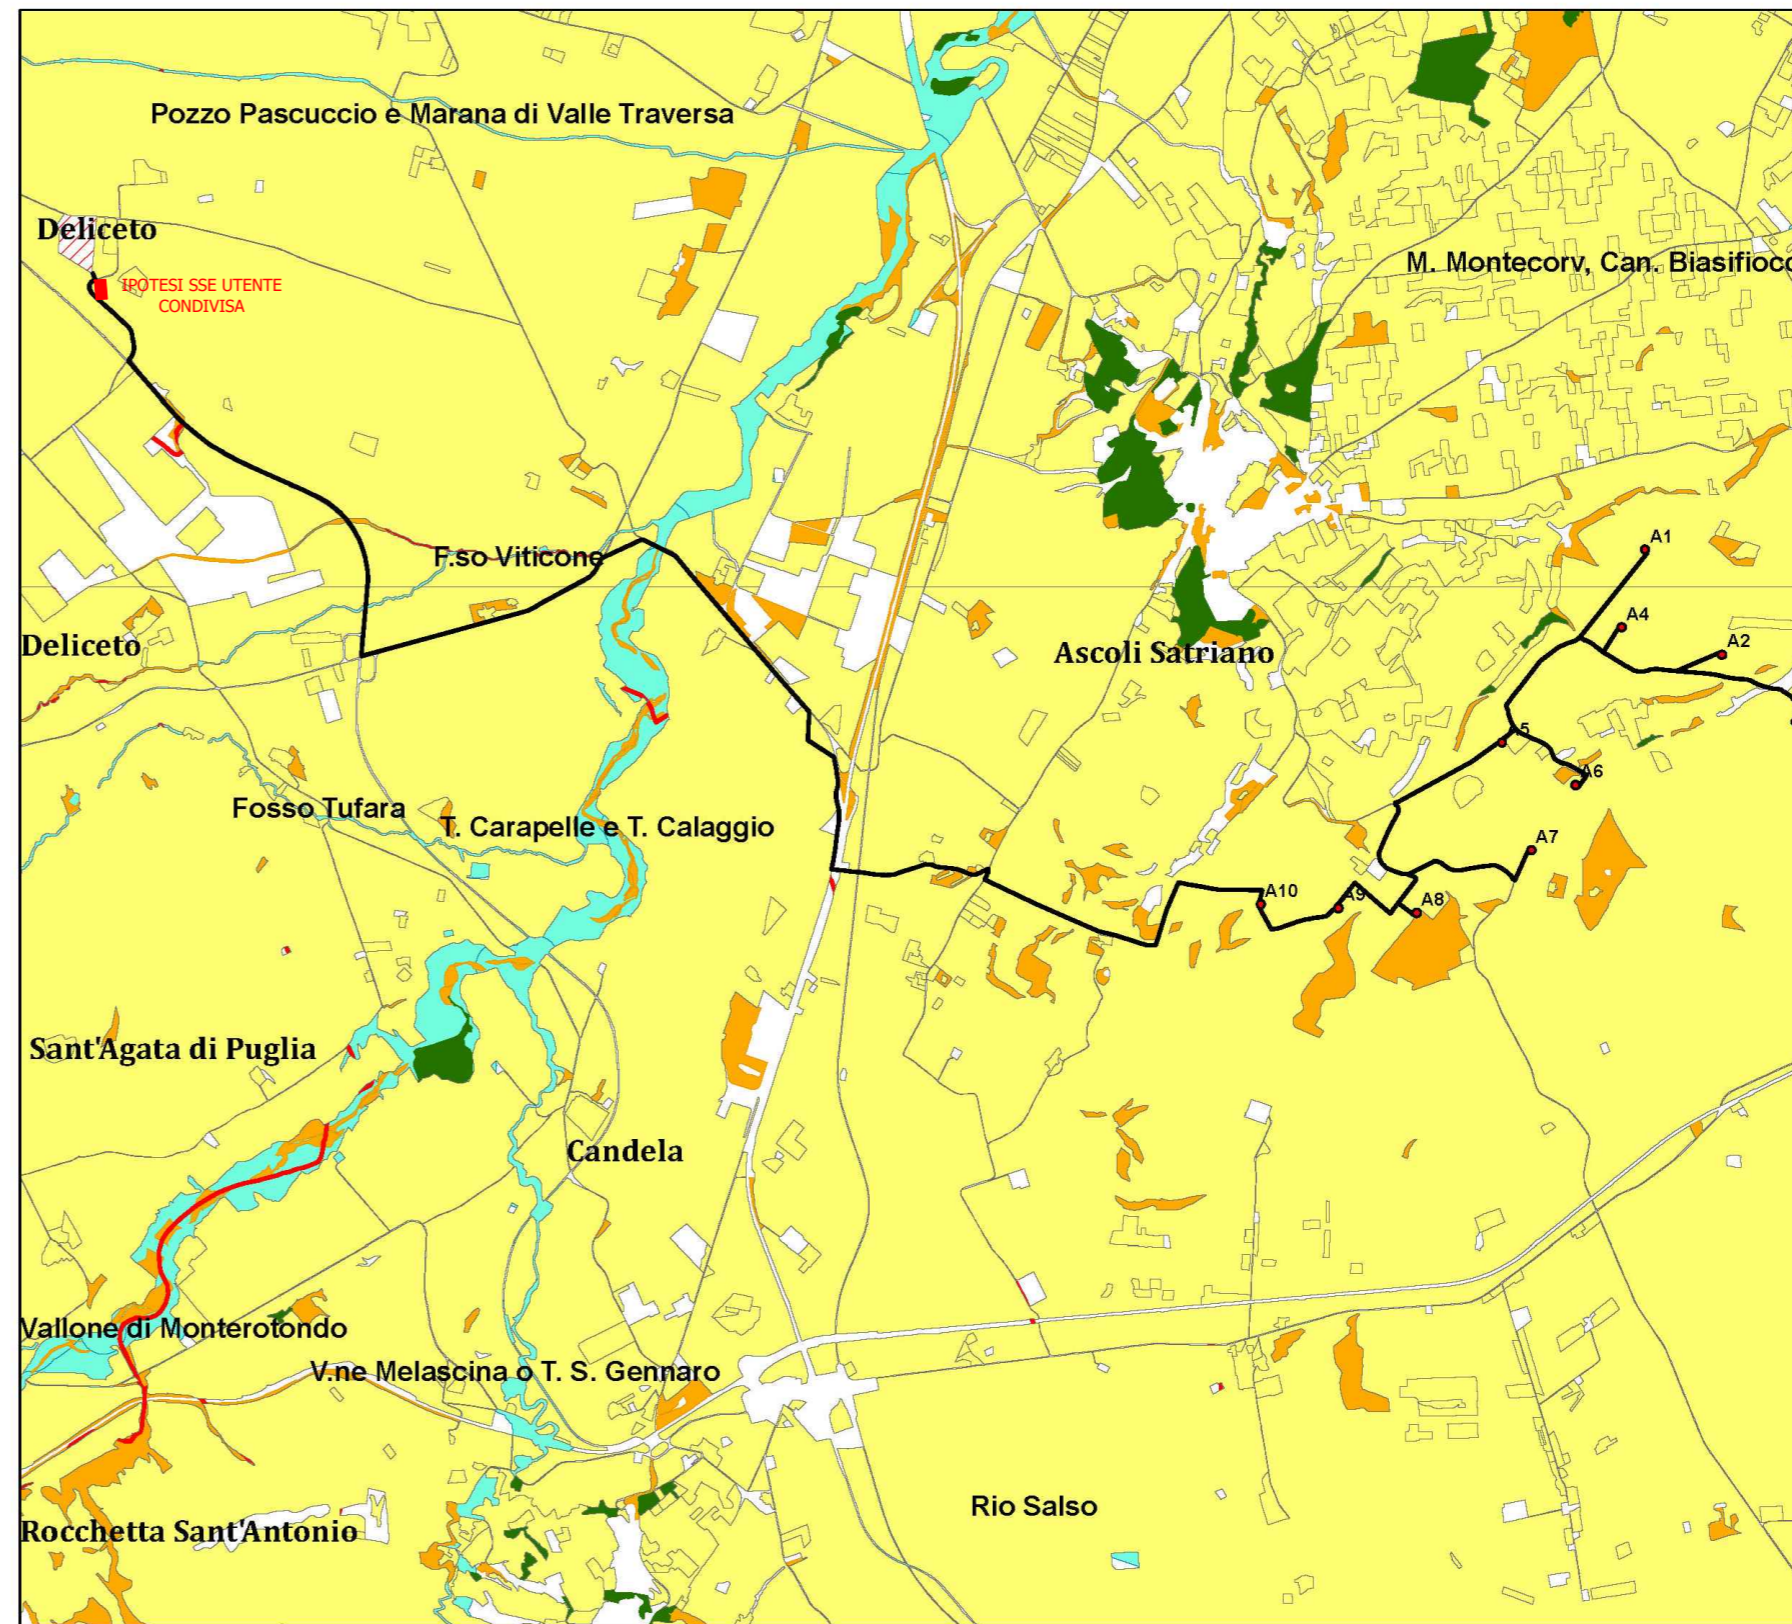 Pozzo Pascuccio e Marana di Valle Traversa
Deliceto
IPOTESI SSE UTENTE
CONDIVISA
M. Montecorv, Can. Biasifiocc
F.so Viticone
A1
A4
A2
Deliceto
Ascoli Satriano
A5
A6
Fosso Tufara
T. Carapelle e T. Calaggio
A7
A10
A9
A8
Sant'Agata di Puglia
Candela
Vallone di Monterotondo
V.ne Melascina o T. S. Gennaro
Rio Salso
Rocchetta Sant'Antonio